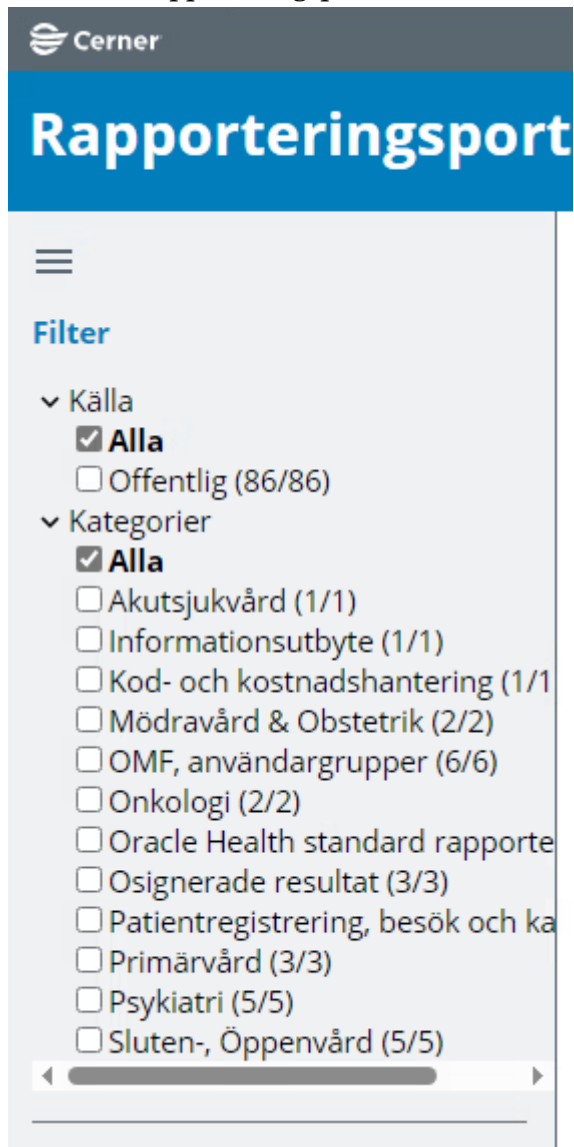 Cerner
Rapporteringsport
Filter
Källa
Alla
Offentlig (86/86)
Kategorier
Alla
Akutsjukvård (1/1)
Informationsutbyte (1/1)
Kod- och kostnadshantering (1/1
Mödravård & Obstetrik (2/2)
OMF, användargrupper (6/6)
Onkologi (2/2)
Oracle Health standard rapporte
Osignerade resultat (3/3)
Patientregistrering, besök och ka
Primärvård (3/3)
Psykiatri (5/5)
Sluten-, Öppenvård (5/5)